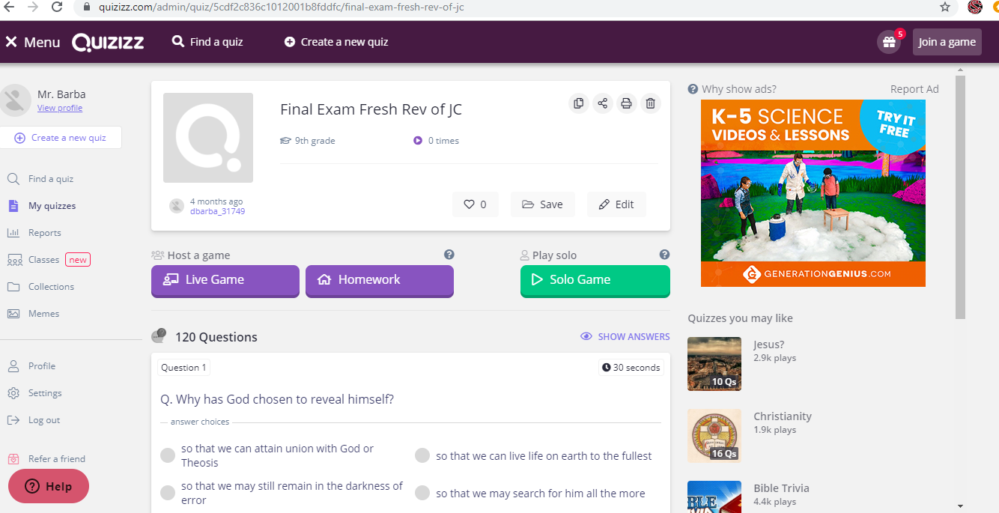 quizizz.com/admin/quiz/5cdf2c836c1012001b8fddfc/final-exam-fresh-rev-of-jc
Menu
QUIZIZZ
Find a quiz
Create a new quiz
5
Join a game
Mr. Barba
View profile
Create a new quiz
Find a quiz
My quizzes
Reports
Classes new
Collections
Memes
Profile
Settings
Log out
Refer a friend
Help
Final Exam Fresh Rev of JC
9th grade
0 times
4 months ago
dbarba_31749
0
Save
Edit
Host a game
Live Game
Homework
Play solo
Solo Game
120 Questions
SHOW ANSWERS
Question 1
30 seconds
Q. Why has God chosen to reveal himself?
answer choices
so that we can attain union with God or
Theosis
so that we can live life on earth to the fullest
so that we may still remain in the darkness of
error
so that we may search for him all the more
Why show ads?
Report Ad
K-5 SCIENCE
VIDEOS & LESSONS
TRY IT
FREE
GENERATIONGENIUS.COM
Quizzes you may like
Jesus?
2.9k plays
10 Qs
Christianity
1.9k plays
16 Qs
Bible Trivia
4.4k plays